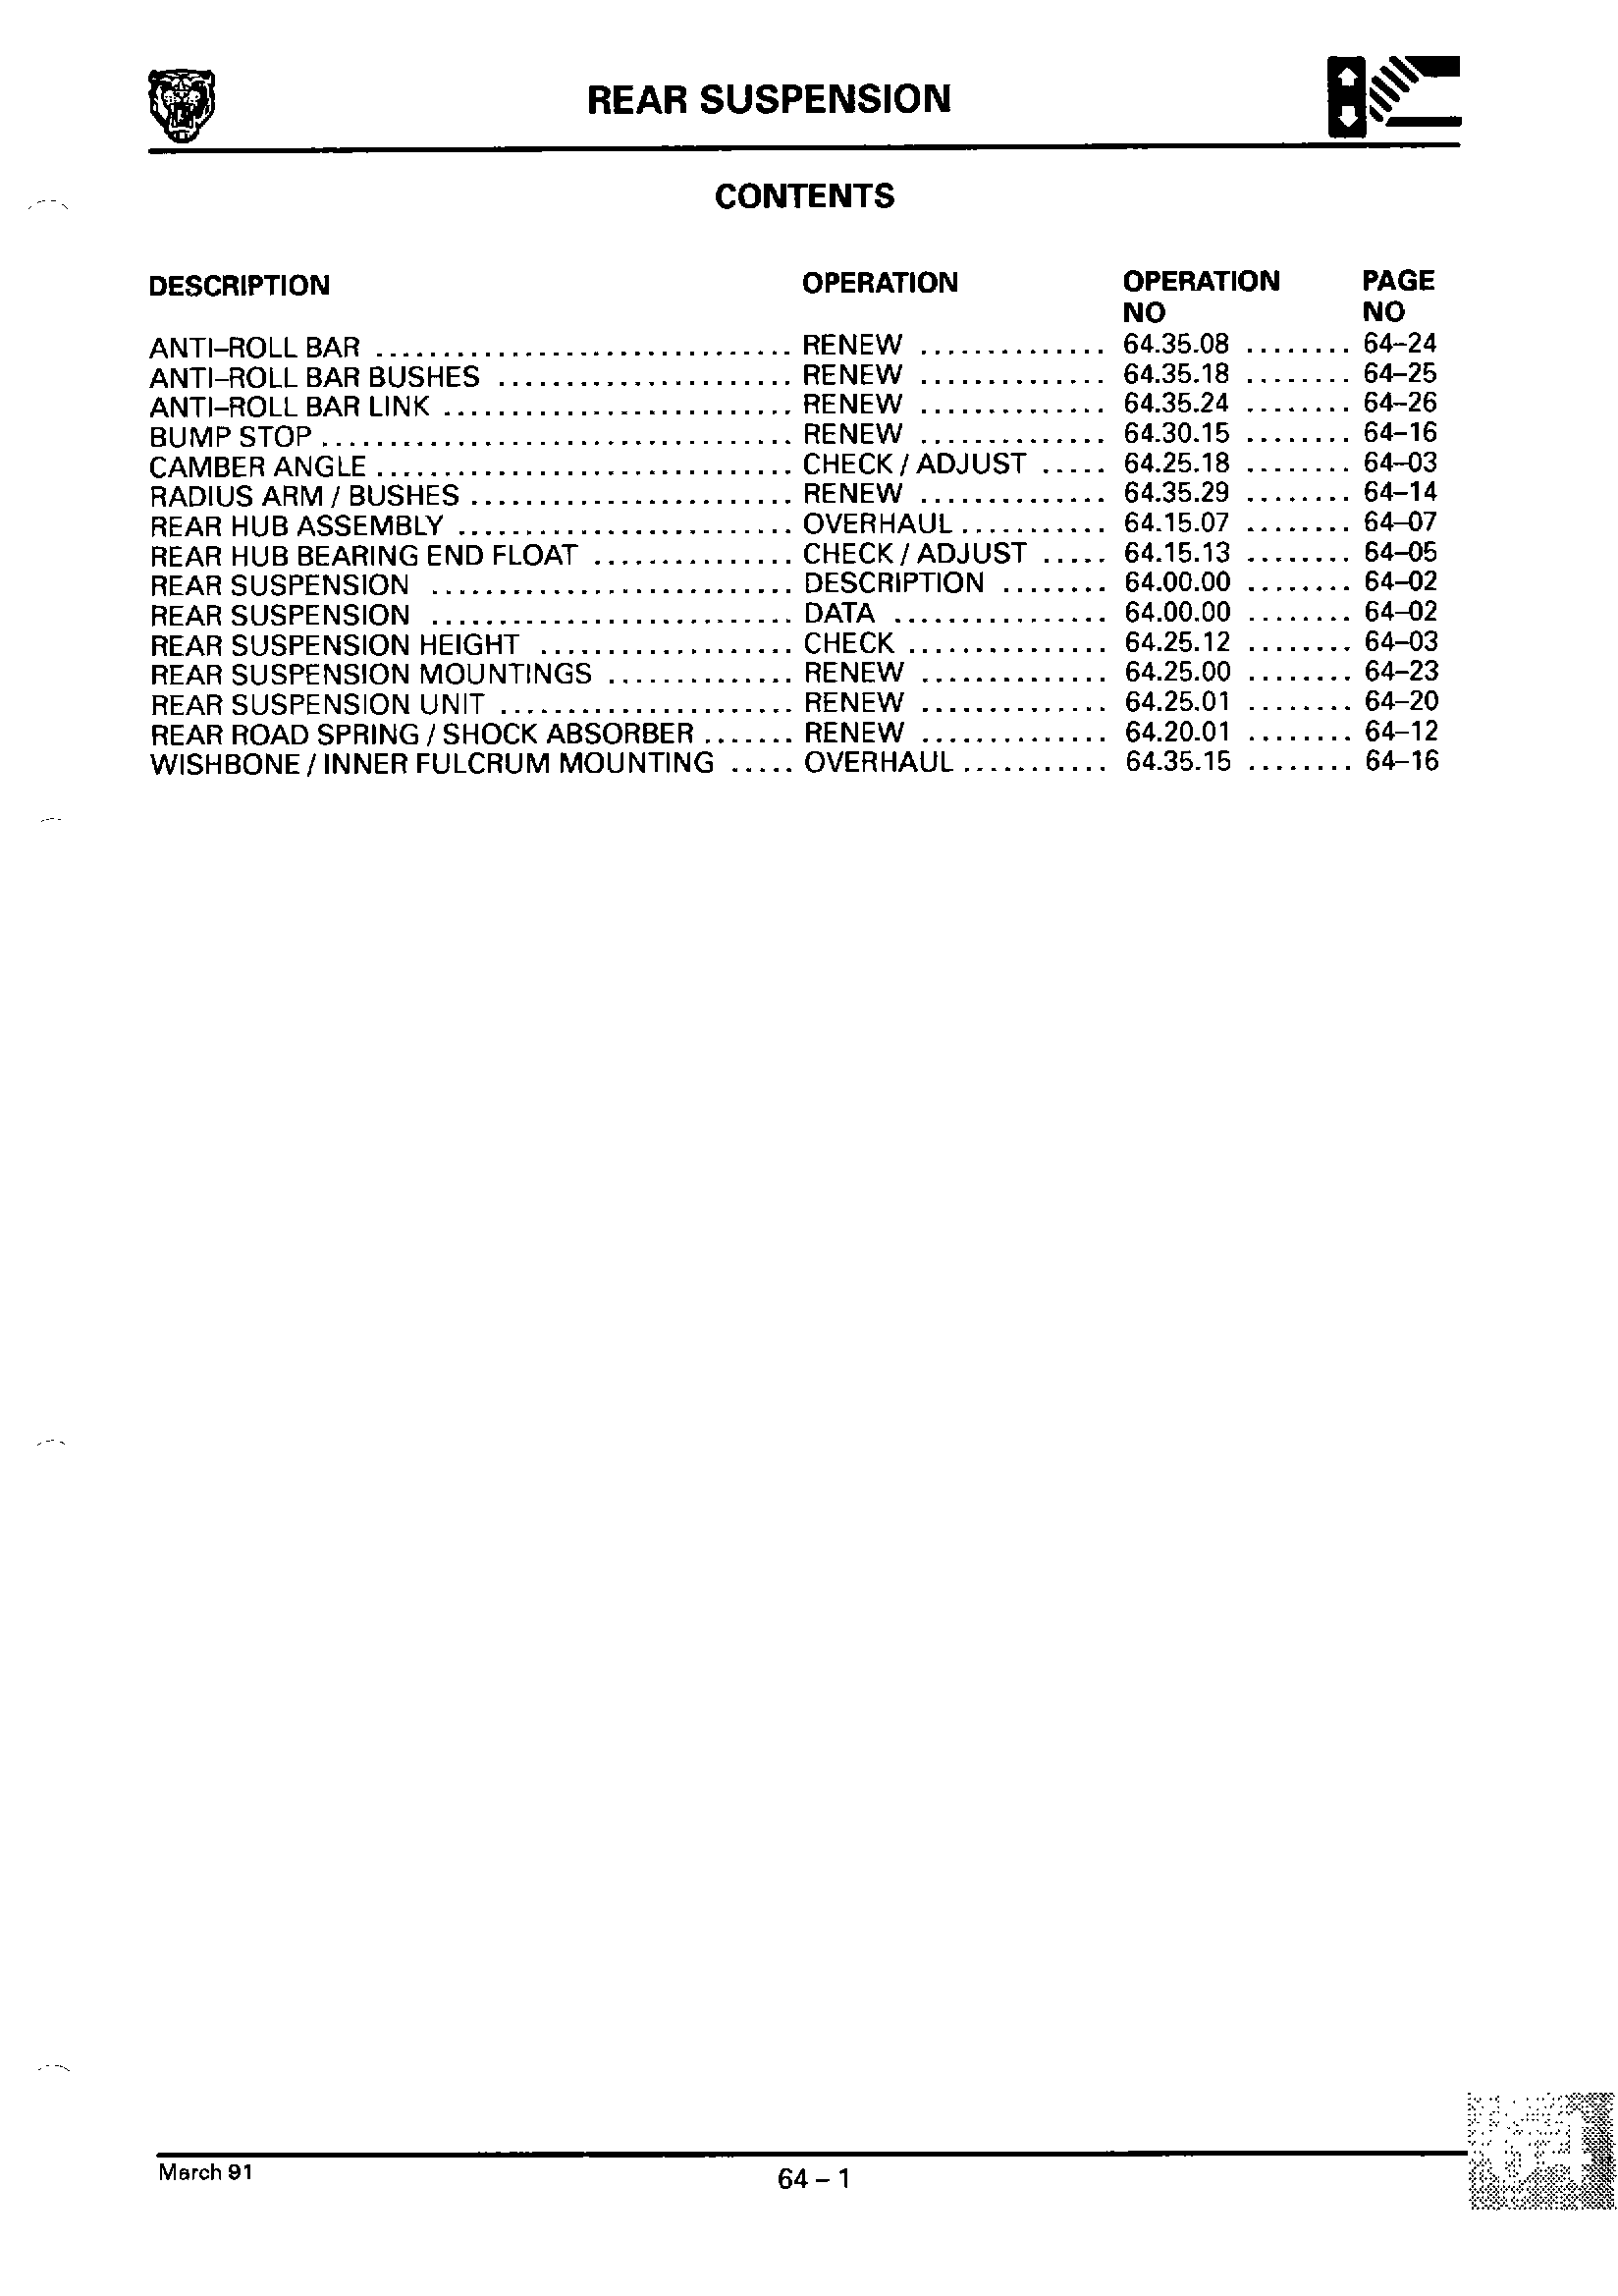 REAR SUSPENSION
CONTENTS
DESCRIPTION OPERATION OPERATION NO PAGE NO
ANTI–ROLL BAR ............................... RENEW .............. 64.35.08 ........ 64–24
ANTI–ROLL BAR BUSHES ...................... RENEW .............. 64.35.18 ........ 64–25
ANTI–ROLL BAR LINK .......................... RENEW .............. 64.35.24 ........ 64–26
BUMP STOP ................................... RENEW .............. 64.30.15 ........ 64–16
CAMBER ANGLE ............................... CHECK / ADJUST ..... 64.25.18 ........ 64–03
RADIUS ARM / BUSHES ........................ RENEW .............. 64.35.29 ........ 64–14
REAR HUB ASSEMBLY ......................... OVERHAUL ........... 64.15.07 ........ 64–07
REAR HUB BEARING END FLOAT ............... CHECK / ADJUST ..... 64.15.13 ........ 64–05
REAR SUSPENSION ........................... DESCRIPTION ........ 64.00.00 ........ 64–02
REAR SUSPENSION ........................... DATA ................ 64.00.00 ........ 64–02
REAR SUSPENSION HEIGHT ................... CHECK ............... 64.25.12 ........ 64–03
REAR SUSPENSION MOUNTINGS .............. RENEW .............. 64.25.00 ........ 64–23
REAR SUSPENSION UNIT ...................... RENEW .............. 64.25.01 ........ 64–20
REAR ROAD SPRING / SHOCK ABSORBER ....... RENEW .............. 64.20.01 ........ 64–12
WISHBONE / INNER FULCRUM MOUNTING ..... OVERHAUL ........... 64.35.15 ........ 64–16
March 91
64 – 1